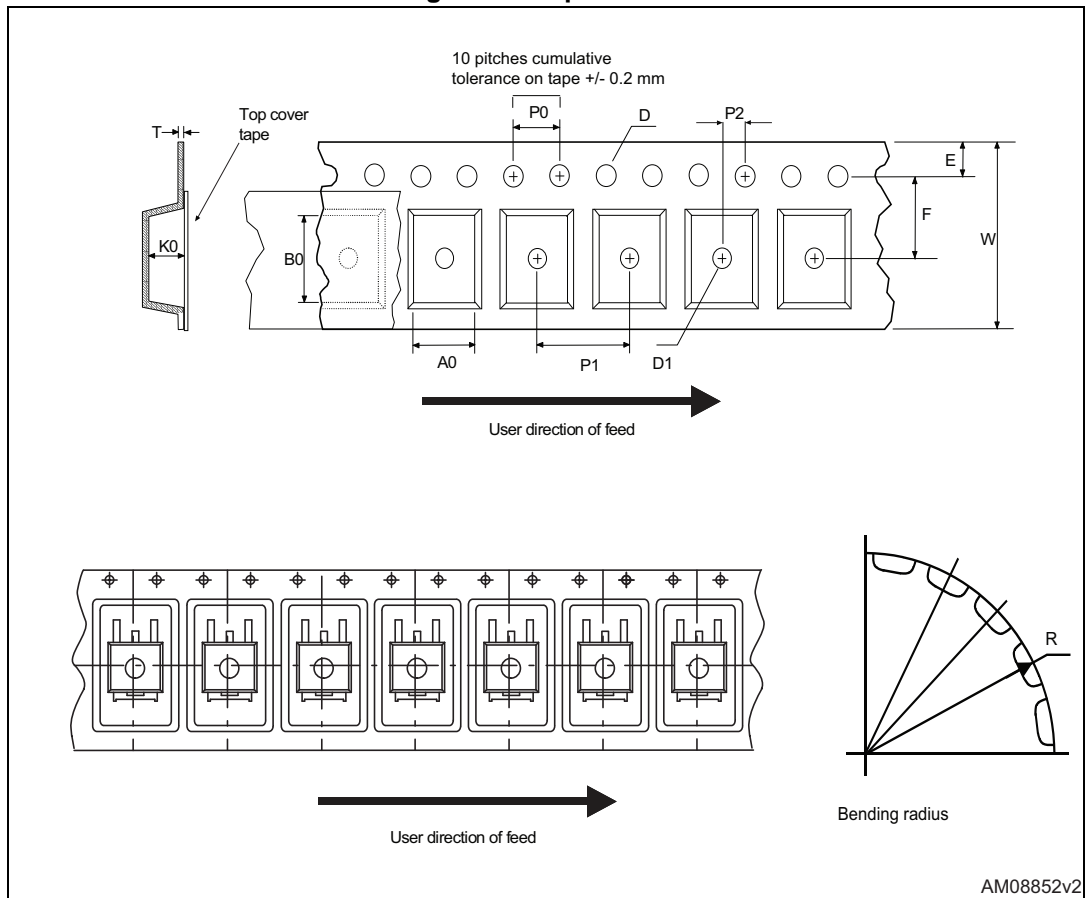 10 pitches cumulative
tolerance on tape +/- 0.2 mm
Top cover
tape
T
P0
D
P2
E
F
W
K0
B0
A0
P1
D1
User direction of feed
R
Bending radius
User direction of feed
AM08852v2